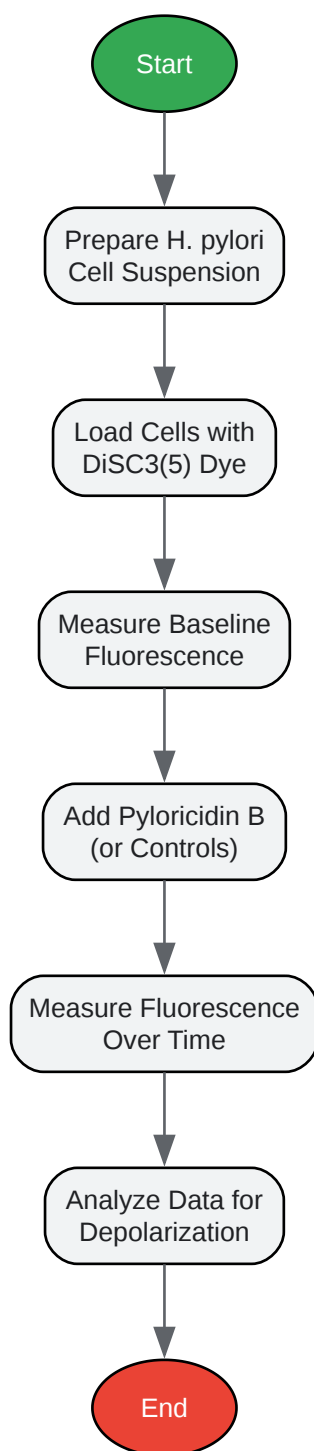 Start
Prepare H. pylori
Cell Suspension
Load Cells with
DiSC3(5) Dye
Measure Baseline
Fluorescence
Add Pyloricidin B
(or Controls)
Measure Fluorescence
Over Time
Analyze Data for
Depolarization
End